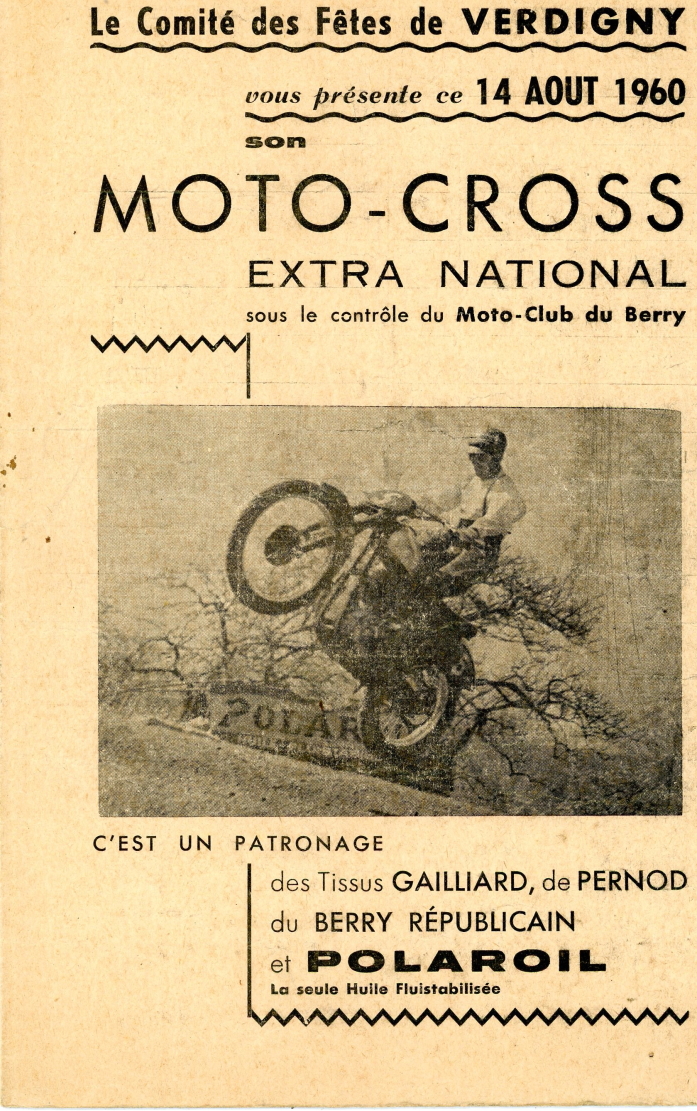 Le Comité des Fêtes de VERDIGNY
vous présente ce 14 AOUT 1960
son
MOTO-CROSS
EXTRA NATIONAL
sous le contrôle du Moto-Club du Berry
POLAR
C'EST UN PATRONAGE
des Tissus GAILLIARD, de PERNOD
du BERRY RÉPUBLICAIN
et POLAROIL
La seule Huile Fluistabilisée